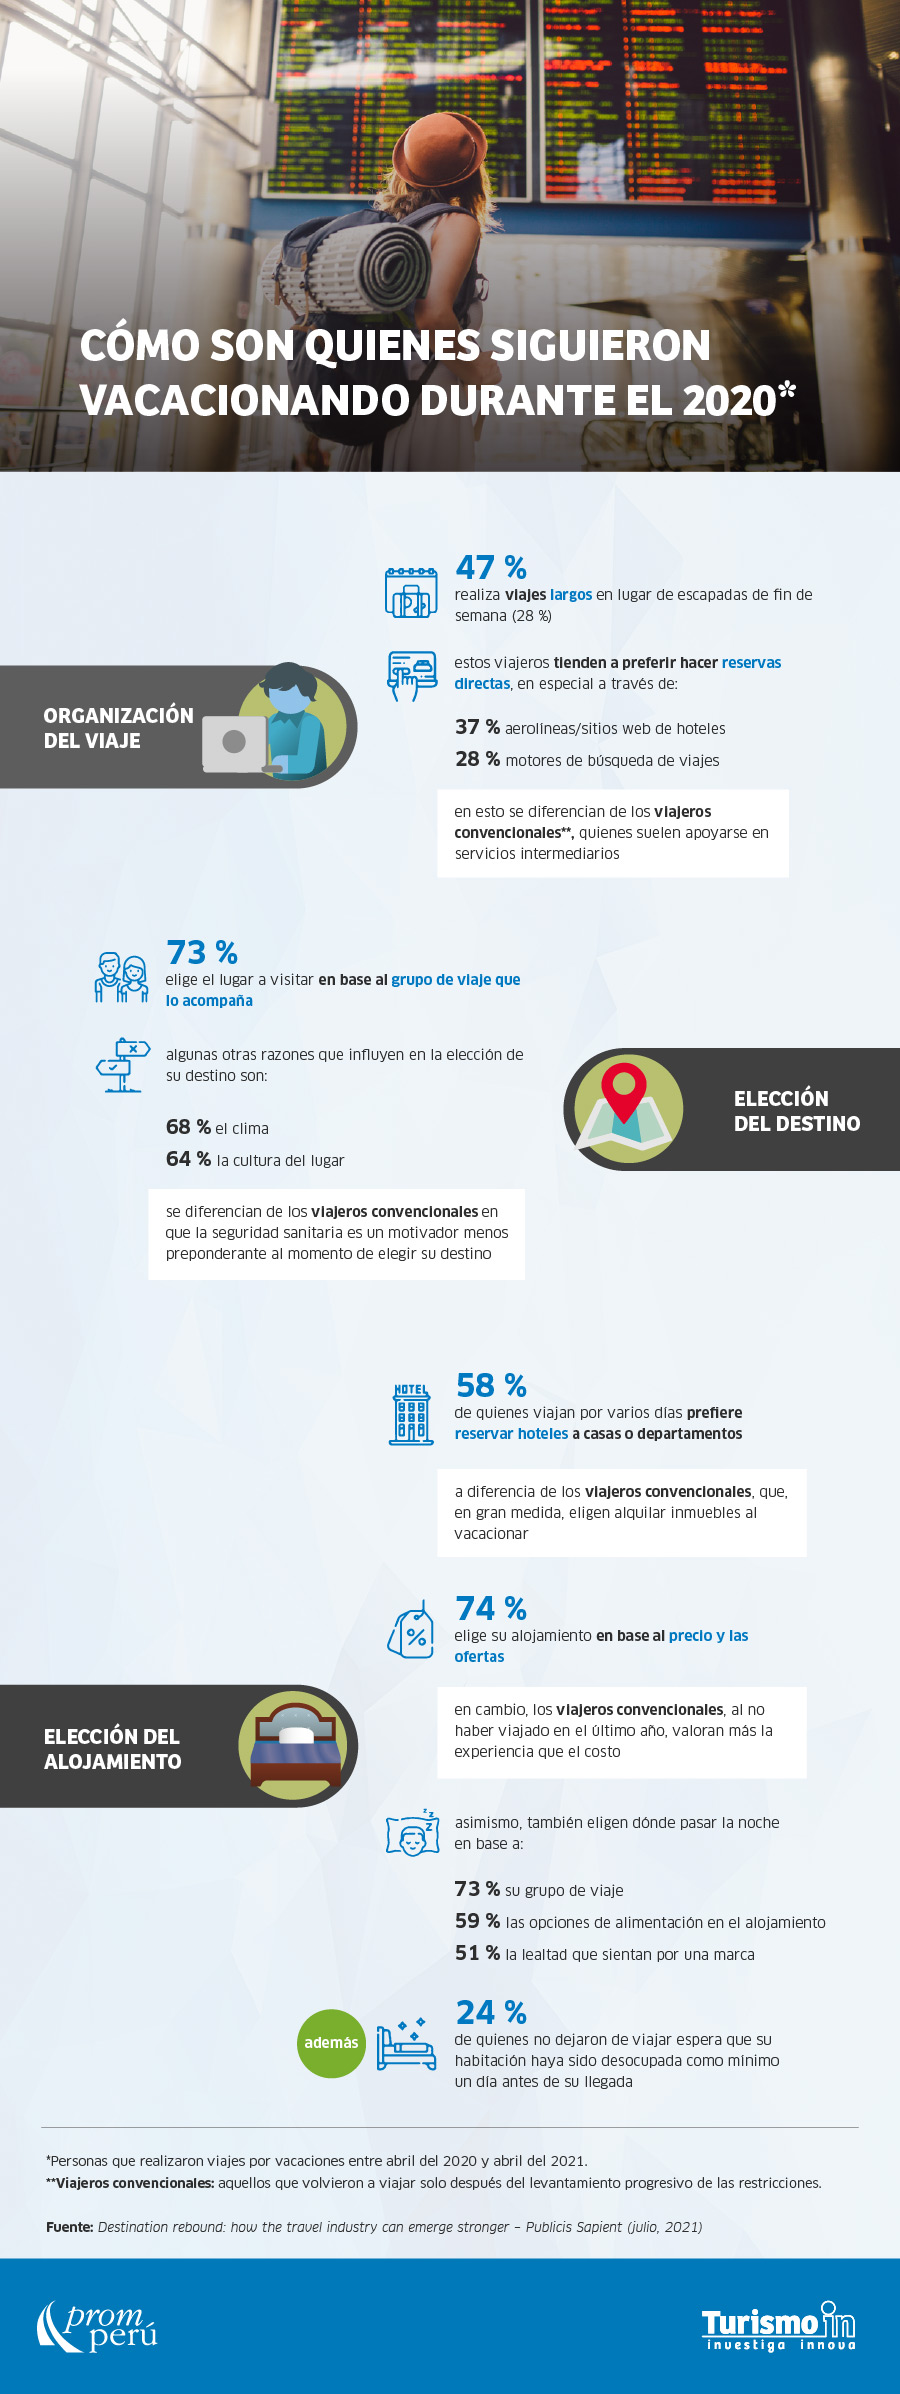 CÓMO SON QUIENES SIGUIERON
VACACIONANDO DURANTE EL 2020*
47 %
realiza viajes largos en lugar de escapadas de fin de
semana (28 %)
estos viajeros tienden a preferir hacer reservas
directas, en especial a través de:
ORGANIZACIÓN
DEL VIAJE
37 % aerolíneas/sitios web de hoteles
28 % motores de búsqueda de viajes
en esto se diferencian de los viajeros
convencionales**, quienes suelen apoyarse en
servicios intermediarios
73 %
elige el lugar a visitar en base al grupo de viaje que
lo acompaña
algunas otras razones que influyen en la elección de
su destino son:
ELECCIÓN
DEL DESTINO
68 % el clima
64 % la cultura del lugar
se diferencian de los viajeros convencionales en
que la seguridad sanitaria es un motivador menos
preponderante al momento de elegir su destino
HOTEL
58 %
de quienes viajan por varios días prefiere
reservar hoteles a casas o departamentos
a diferencia de los viajeros convencionales, que,
en gran medida, eligen alquilar inmuebles al
vacacionar
74 %
elige su alojamiento en base al precio y las
ofertas
en cambio, los viajeros convencionales, al no
haber viajado en el último año, valoran más la
experiencia que el costo
ELECCIÓN DEL
ALOJAMIENTO
z z z
asimismo, también eligen dónde pasar la noche
en base a:
73 % su grupo de viaje
59 % las opciones de alimentación en el alojamiento
51 % la lealtad que sientan por una marca
además
24 %
de quienes no dejaron de viajar espera que su
habitación haya sido desocupada como mínimo
un día antes de su llegada
*Personas que realizaron viajes por vacaciones entre abril del 2020 y abril del 2021.
**Viajeros convencionales: aquellos que volvieron a viajar solo después del levantamiento progresivo de las restricciones.
Fuente: Destination rebound: how the travel industry can emerge stronger – Publicis Sapient (julio, 2021)
prom
perú
Turismo in
investiga innova